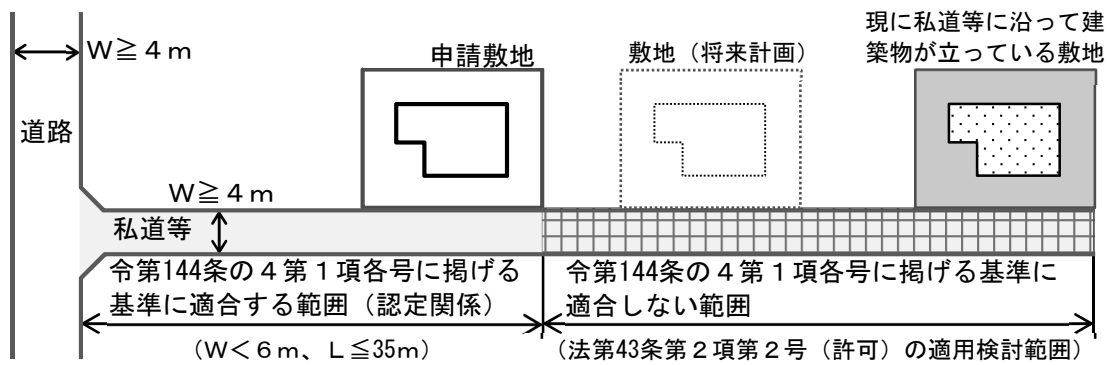 W≧4m
道路
申請敷地
敷地（将来計画）
現に私道等に沿って建
築物が立っている敷地
W≧4m
私道等
令第144条の4第1項各号に掲げる
基準に適合する範囲（認定関係）
（W＜6m、L≦35m）
令第144条の4第1項各号に掲げる基準に
適合しない範囲
（法第43条第2項第2号（許可）の適用検討範囲）